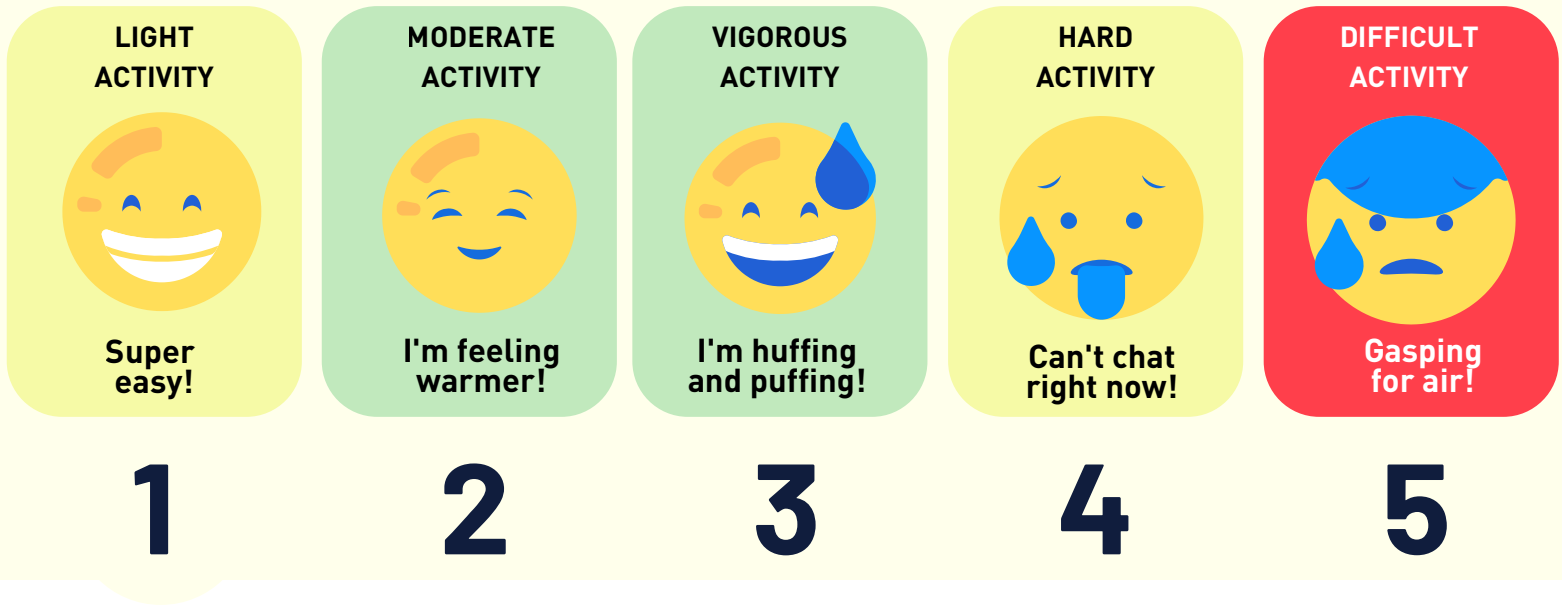 LIGHT
ACTIVITY
Super
easy!
1
MODERATE
ACTIVITY
I'm feeling
warmer!
2
VIGOROUS
ACTIVITY
I'm huffing
and puffing!
3
HARD
ACTIVITY
Can't chat
right now!
4
DIFFICULT
ACTIVITY
Gasping
for air!
5